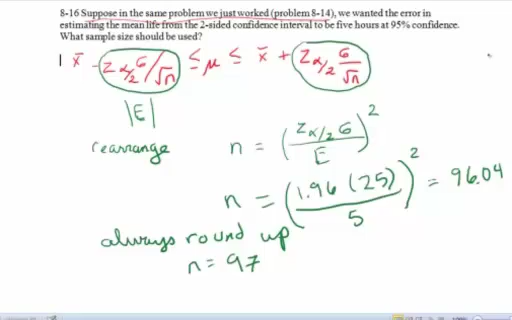 8-16 Suppose in the same problem we just worked (problem 8-14), we wanted the error in
estimating the mean life from the 2-sided confidence interval to be five hours at 95% confidence.
What sample size should be used?
x̄ - zα/2 σ/√n ≤ μ ≤ x̄ + zα/2 σ/√n
|E|
rearrange n = (zα/2 σ / E)²
n = (1.96 (25) / 5)² = 96.04
always round up
n = 97